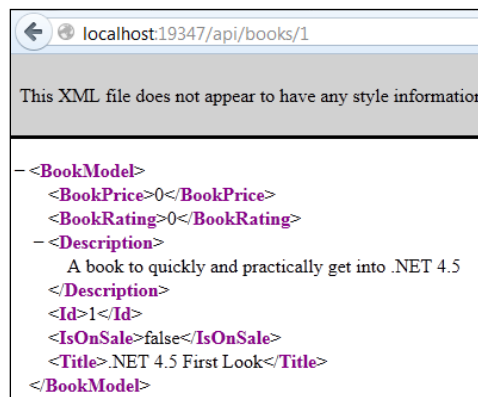 localhost:19347/api/books/1
This XML file does not appear to have any style information
− <BookModel>
<BookPrice>0</BookPrice>
<BookRating>0</BookRating>
− <Description>
A book to quickly and practically get into .NET 4.5
</Description>
<Id>1</Id>
<IsOnSale>false</IsOnSale>
<Title>.NET 4.5 First Look</Title>
</BookModel>